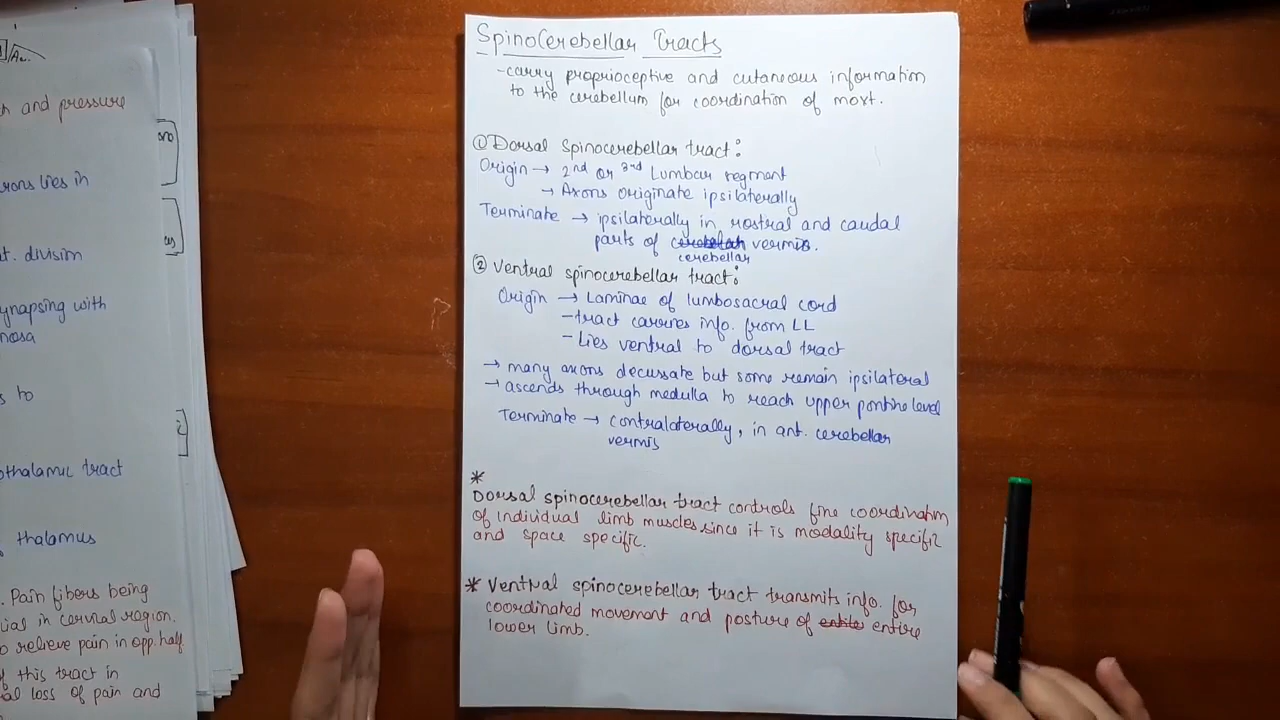 Au.
h and pressure
rons lies in
nt. division
ynapsing with
nosa
s to
othalamic tract
thalamus
. Pain fibers being
cial in cervial region.
o relieve pain in opp. half
f this tract in
al loss of pain and
Spinocerebellar Tracts
- carry proprioceptive and cutaneous information
to the cerebellum for coordination of movt.
① Dorsal Spinocerebellar tract:
Origin → 2nd or 3rd Lumbar segment
→ Axons originate ipsilaterally
Terminate → ipsilaterally in rostral and caudal
parts of vermis.
cerebellar
② Ventral spinocerebellar tract:
Origin → Laminae of lumbosacral cord
- tract carries info. from LL
- Lies ventral to dorsal tract
→ many axons decussate but some remain ipsilateral
→ ascends through medulla to reach upper pontine level
Terminate → contralaterally, in ant. cerebellar
vermis
*
Dorsal spinocerebellar tract controls fine coordination
of individual limb muscles since it is modality specific
and space specific.
* Ventral spinocerebellar tract transmits info. for
coordinated movement and posture of entire
lower limb.